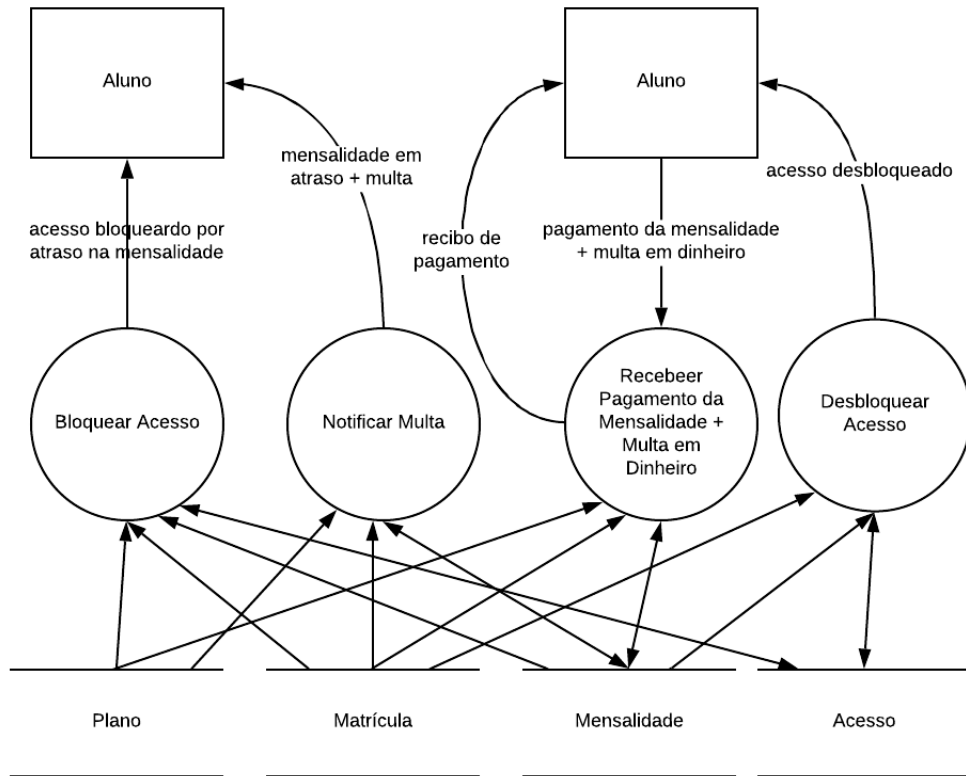 Aluno
Aluno
mensalidade em
atraso + multa
acesso desbloqueado
acesso bloqueardo por
atraso na mensalidade
recibo de
pagamento
pagamento da mensalidade
+ multa em dinheiro
Bloquear Acesso
Notificar Multa
Recebeer
Pagamento da
Mensalidade +
Multa em
Dinheiro
Desbloquear
Acesso
Plano
Matrícula
Mensalidade
Acesso